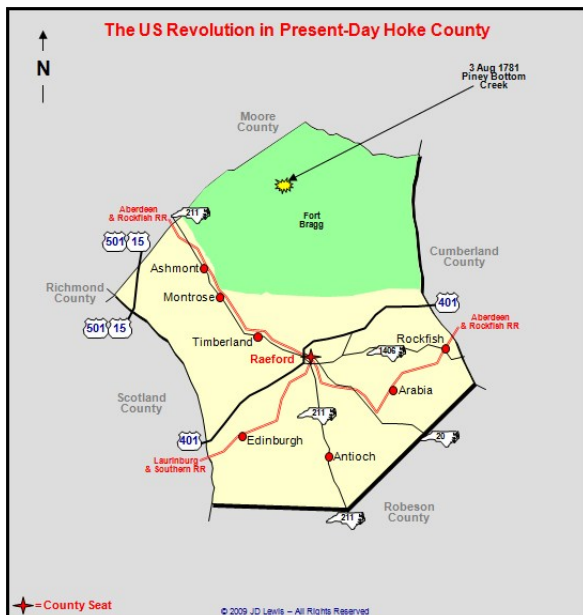 The US Revolution in Present-Day Hoke County
N
3 Aug 1781
Piney Bottom
Creek
Moore
County
Aberdeen
& Rockfish RR
211
Fort
Bragg
501 15
Cumberland
County
Ashmont
Richmond
County
Montrose
401
501 15
Aberdeen
& Rockfish RR
Timberland
Rockfish
1406
Raeford
Scotland
County
Arabia
211
401
Edinburgh
20
Laurinburg
& Southern RR
Antioch
Robeson
County
211
= County Seat
© 2009 JD Lewis – All Rights Reserved